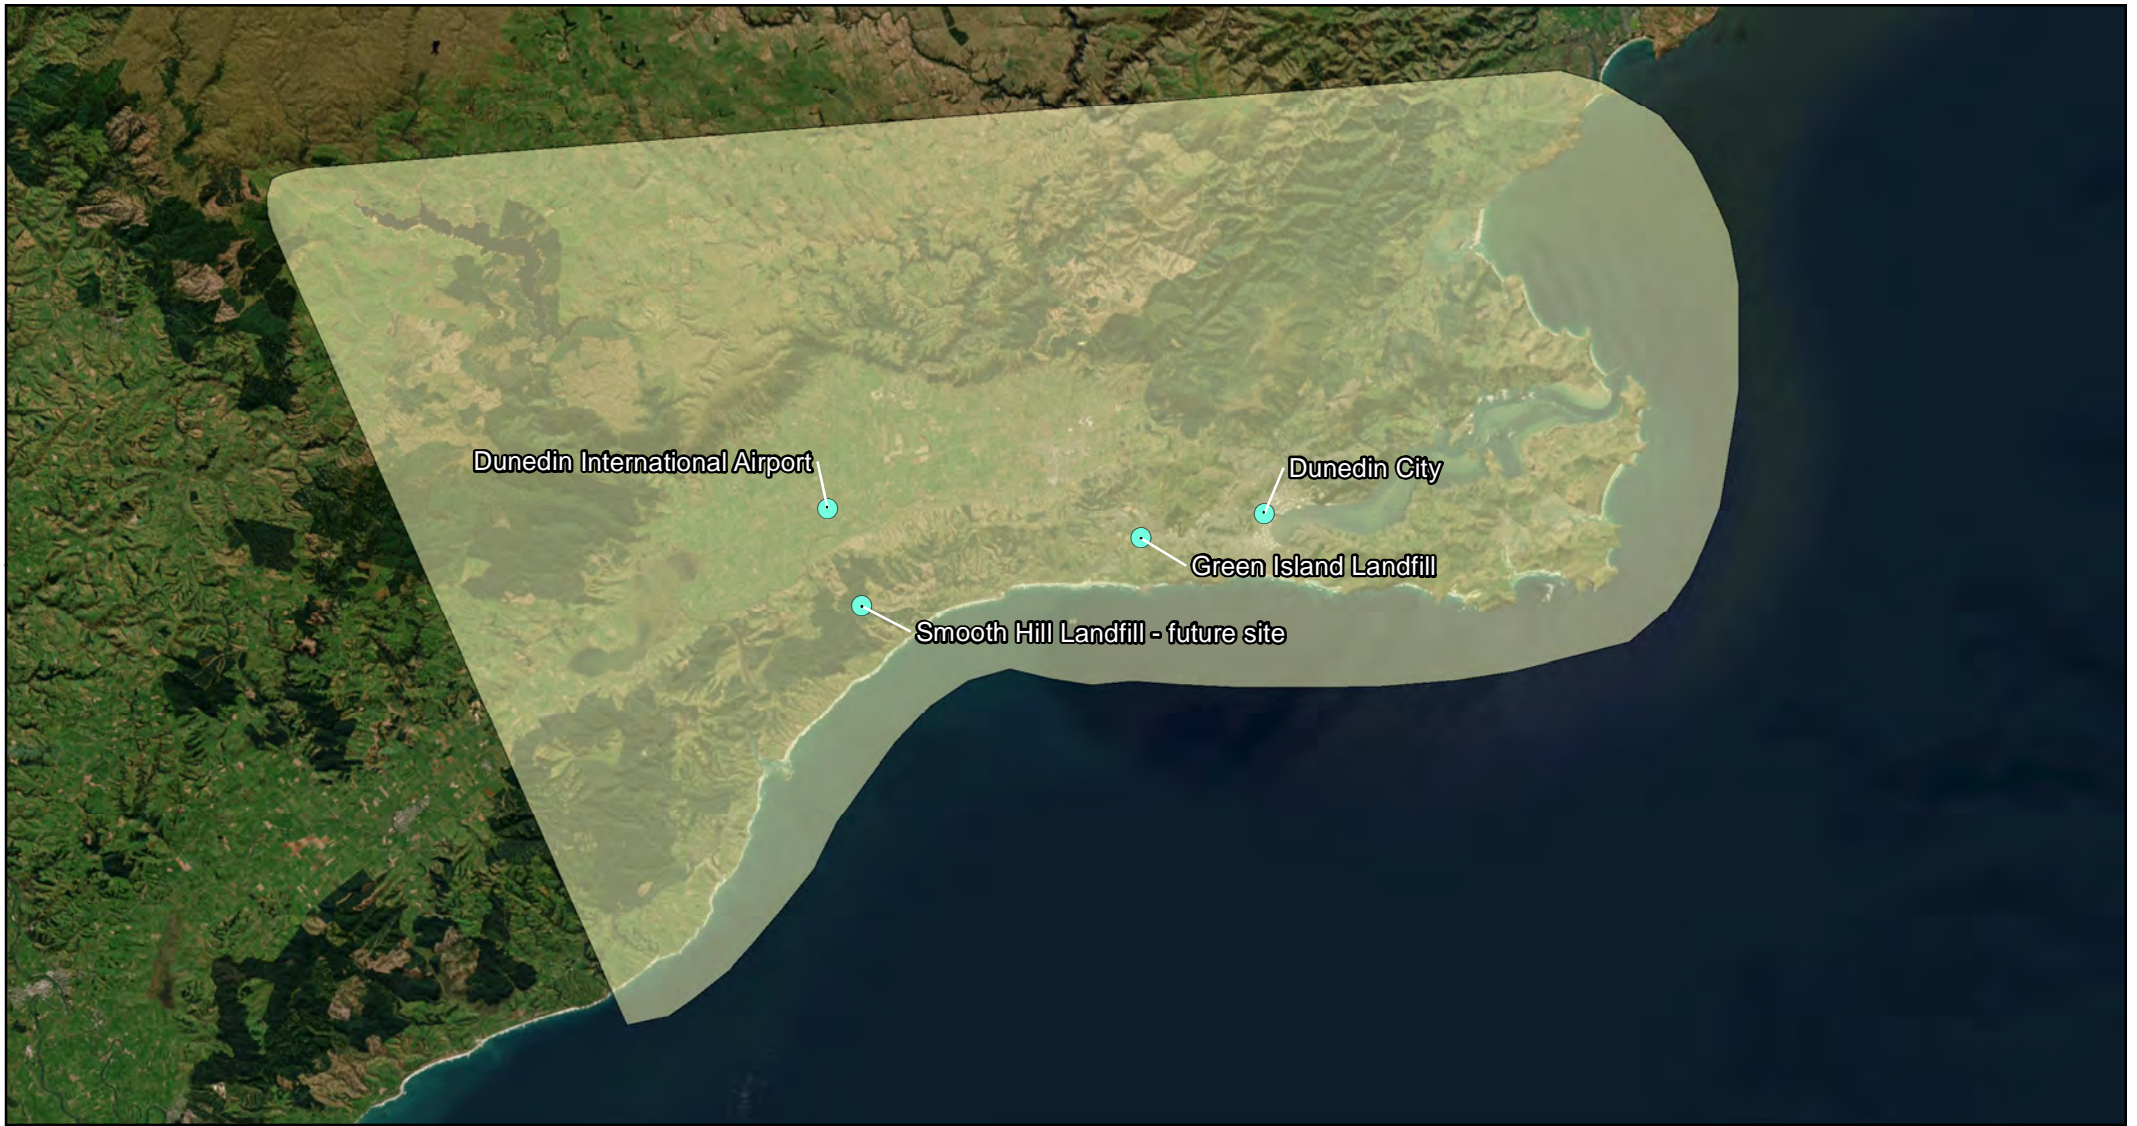 Dunedin International Airport
Dunedin City
Green Island Landfill
Smooth Hill Landfill - future site